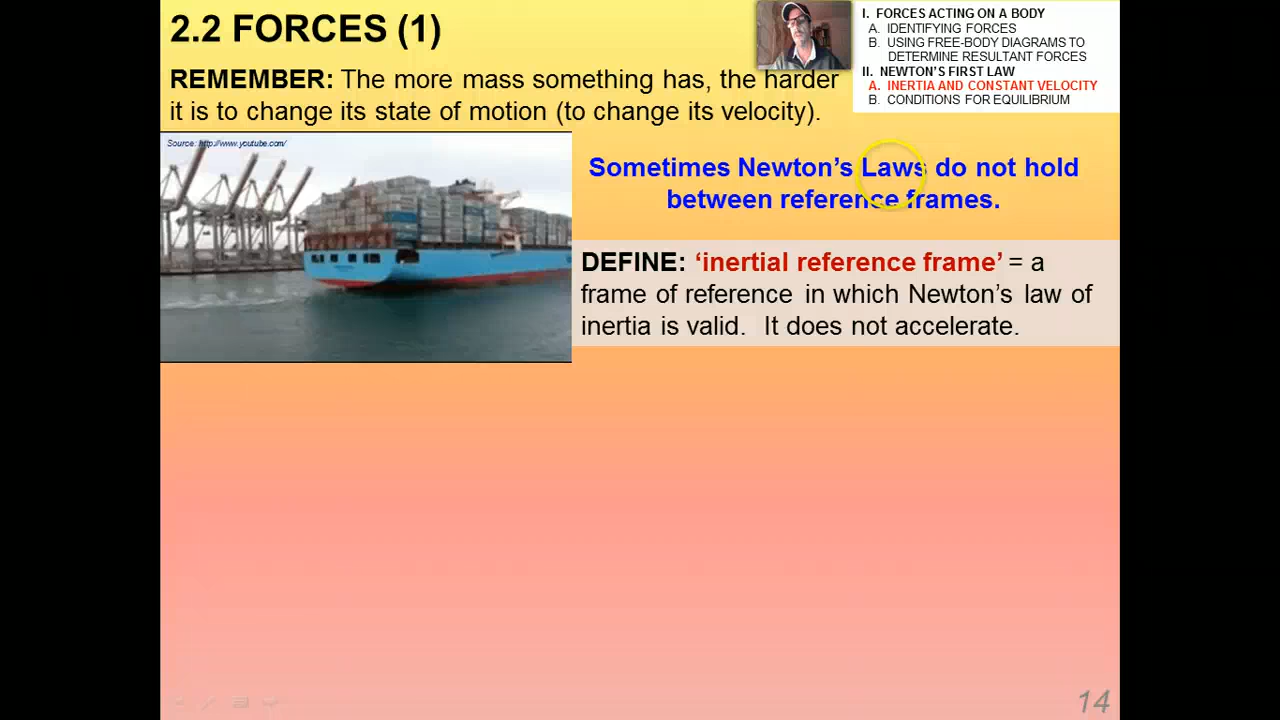 2.2 FORCES (1)
I. FORCES ACTING ON A BODY
A. IDENTIFYING FORCES
B. USING FREE-BODY DIAGRAMS TO
DETERMINE RESULTANT FORCES
II. NEWTON'S FIRST LAW
A. INERTIA AND CONSTANT VELOCITY
B. CONDITIONS FOR EQUILIBRIUM
REMEMBER: The more mass something has, the harder
it is to change its state of motion (to change its velocity).
Source: http://www.youtube.com/
Sometimes Newton's Laws do not hold
between reference frames.
DEFINE: 'inertial reference frame' = a
frame of reference in which Newton's law of
inertia is valid. It does not accelerate.
14